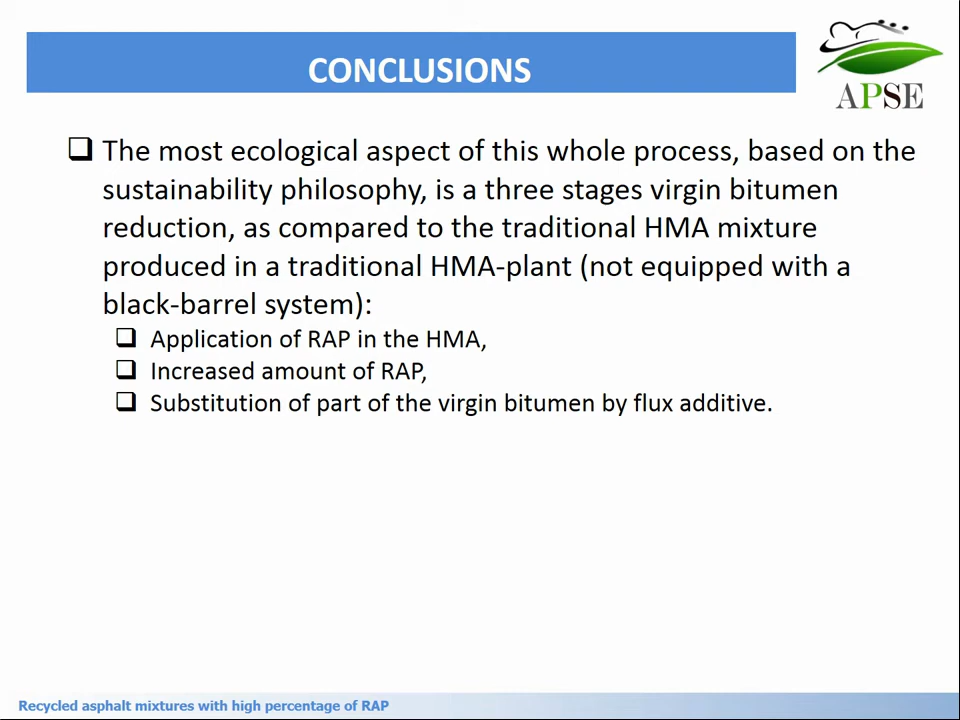 CONCLUSIONS
APSE
The most ecological aspect of this whole process, based on the
sustainability philosophy, is a three stages virgin bitumen
reduction, as compared to the traditional HMA mixture
produced in a traditional HMA-plant (not equipped with a
black-barrel system):
Application of RAP in the HMA,
Increased amount of RAP,
Substitution of part of the virgin bitumen by flux additive.
Recycled asphalt mixtures with high percentage of RAP